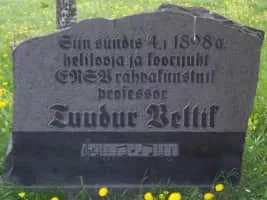 Siin sündis 4.I 1898 a.
helilooja ja koorijuht
ENSV rahvakunstnik
professor
Tuudur Vettik